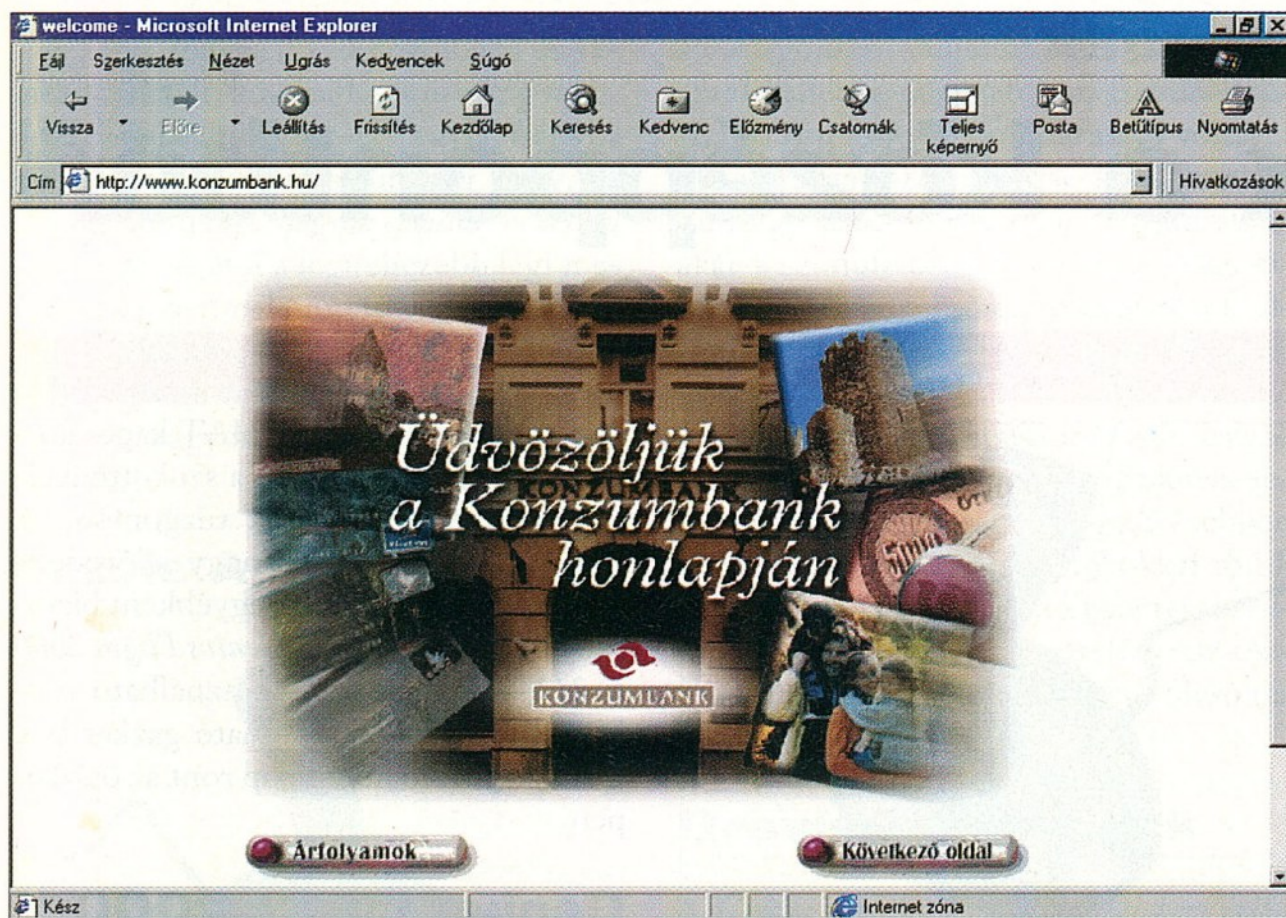 welcome - Microsoft Internet Explorer
Fájl Szerkesztés Nézet Ugrás Kedvencek Súgó
Vissza Előre Leállítás Frissítés Kezdőlap Keresés Kedvenc Előzmény Csatornák Teljes képernyő Posta Betűtípus Nyomtatás
Cím http://www.konzumbank.hu/ Hivatkozások
Üdvözöljük
a Konzumbank
honlapján
KONZUMBANK
5000
KONZUMBANK
Árfolyamok Következő oldal
Kész Internet zóna